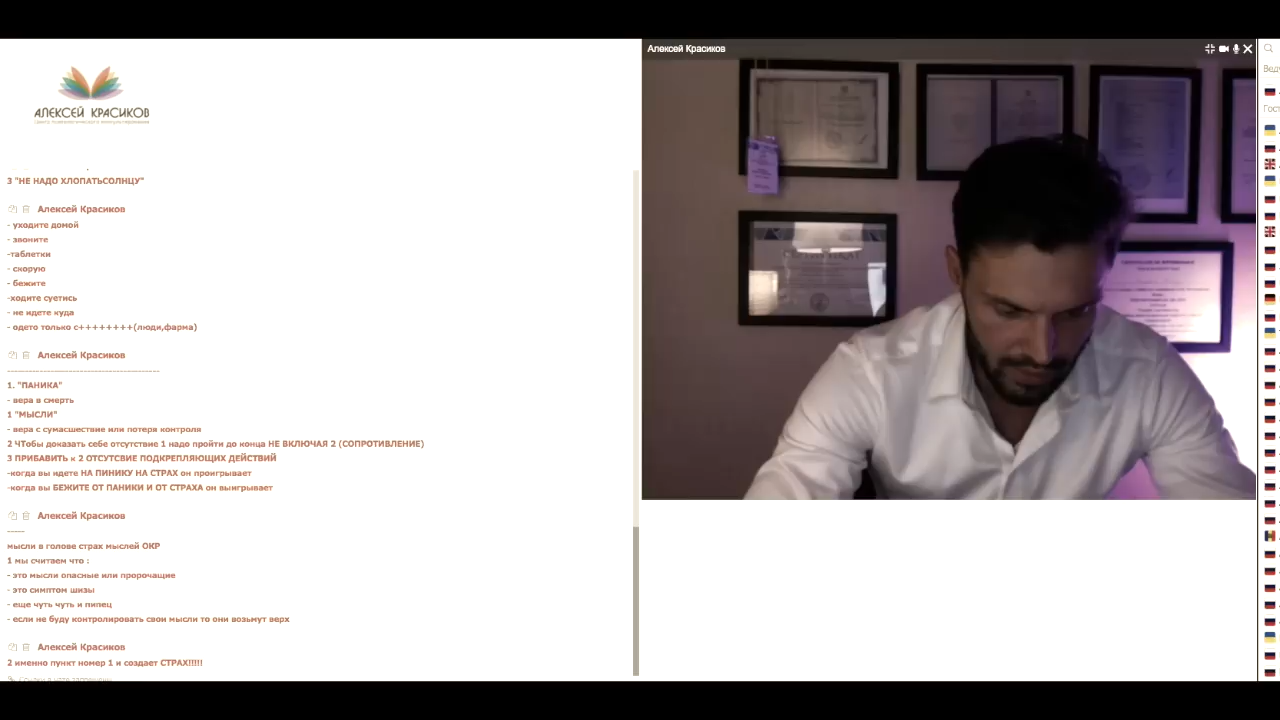 АЛЕКСЕЙ КРАСИКОВ
3 "НЕ НАДО ХЛОПАТЬСОЛНЦУ"
Алексей Красиков
- уходите домой
- звоните
-таблетки
- скорую
- бежите
-ходите суетись
- не идете куда
- одето только с++++++++(люди,фарма)
Алексей Красиков
1. "ПАНИКА"
- вера в смерть
1 "МЫСЛИ"
- вера с сумасшествие или потеря контроля
2 ЧТобы доказать себе отсутствие 1 надо пройти до конца НЕ ВКЛЮЧАЯ 2 (СОПРОТИВЛЕНИЕ)
3 ПРИБАВИТЬ к 2 ОТСУТСВИЕ ПОДКРЕПЛЯЮЩИХ ДЕЙСТВИЙ
-когда вы идете НА ПИНИКУ НА СТРАХ он проигрывает
-когда вы БЕЖИТЕ ОТ ПАНИКИ И ОТ СТРАХА он выигрывает
Алексей Красиков
-----
мысли в голове страх мыслей ОКР
1 мы считаем что :
- это мысли опасные или пророчащие
- это симптом шизы
- еще чуть чуть и пипец
- если не буду контролировать свои мысли то они возьмут верх
Алексей Красиков
2 именно пункт номер 1 и создает СТРАХ!!!!!
Алексей Красиков
Веду
Гост